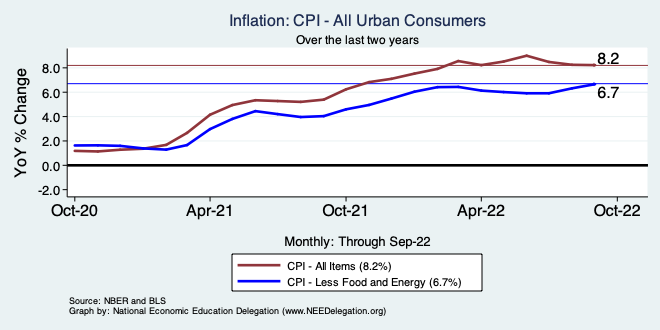 Inflation: CPI - All Urban Consumers
Over the last two years
YoY % Change
8.0
6.0
4.0
2.0
0.0
-2.0
8.2
6.7
Oct-20 Apr-21 Oct-21 Apr-22 Oct-22
Monthly: Through Sep-22
CPI - All Items (8.2%)
CPI - Less Food and Energy (6.7%)
Source: NBER and BLS
Graph by: National Economic Education Delegation (www.NEEDelegation.org)